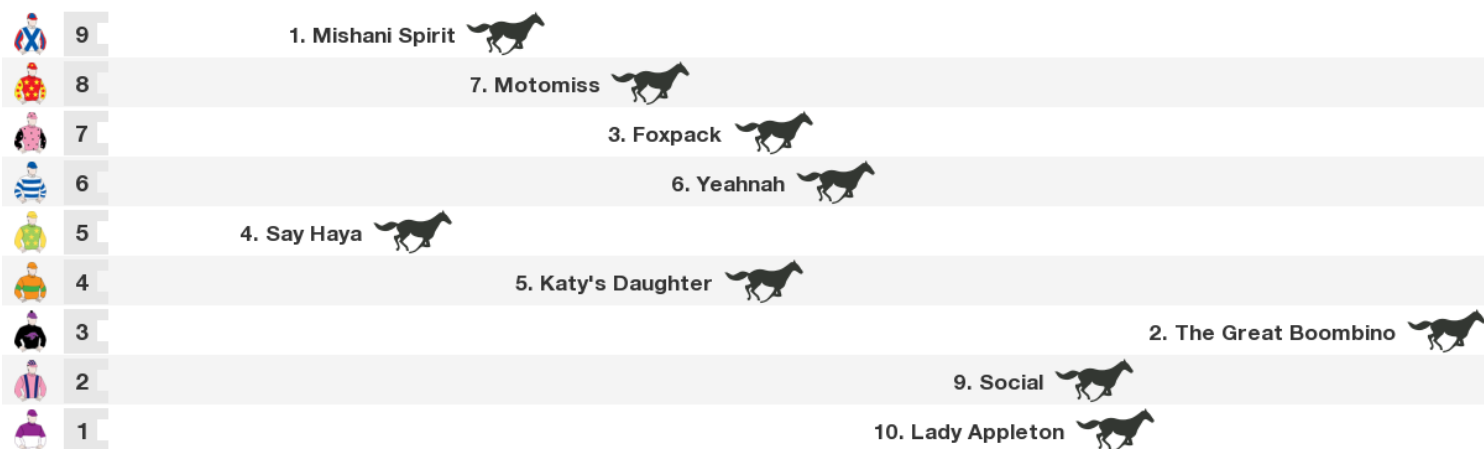 9 1. Mishani Spirit
8 7. Motomiss
7 3. Foxpack
6 6. Yeahnah
5 4. Say Haya
4 5. Katy's Daughter
3 2. The Great Boombino
2 9. Social
1 10. Lady Appleton